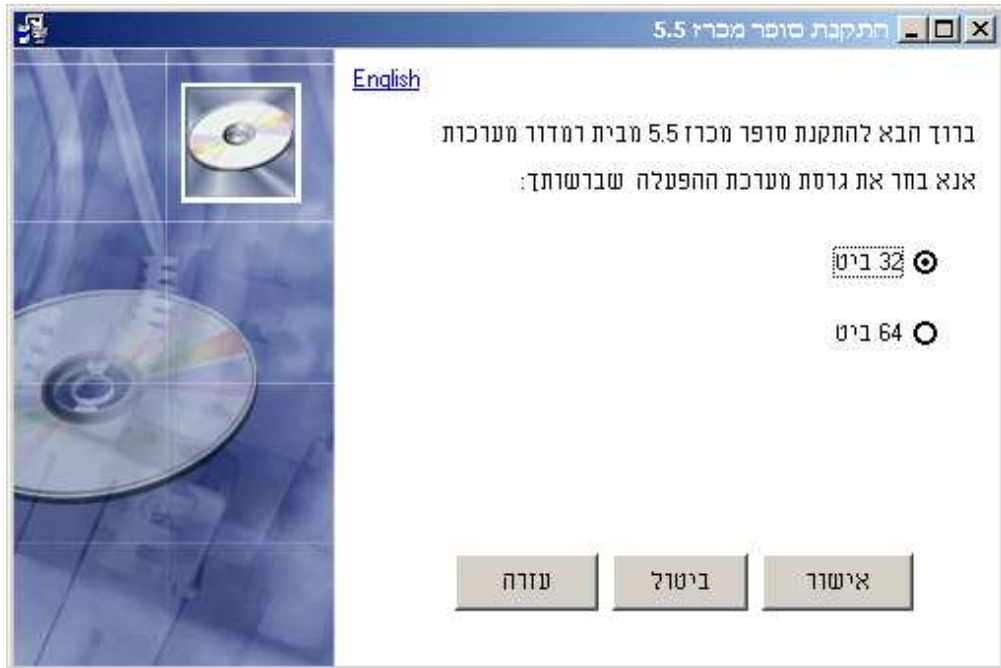 התקנת סופר מכרז 5.5
English
ברוך הבא להתקנת סופר מכרז 5.5 מבית רמדור מערכות
אנא בחר את גרסת מערכת ההפעלה שברשותך:
32 ביט
64 ביט
אישור ביטול עזרה